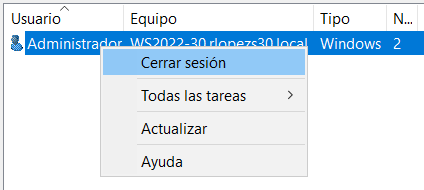 Usuario Equipo Tipo N...
Administrador WS2022-30.rlopezs30.local Windows 2
Cerrar sesión
Todas las tareas
Actualizar
Ayuda